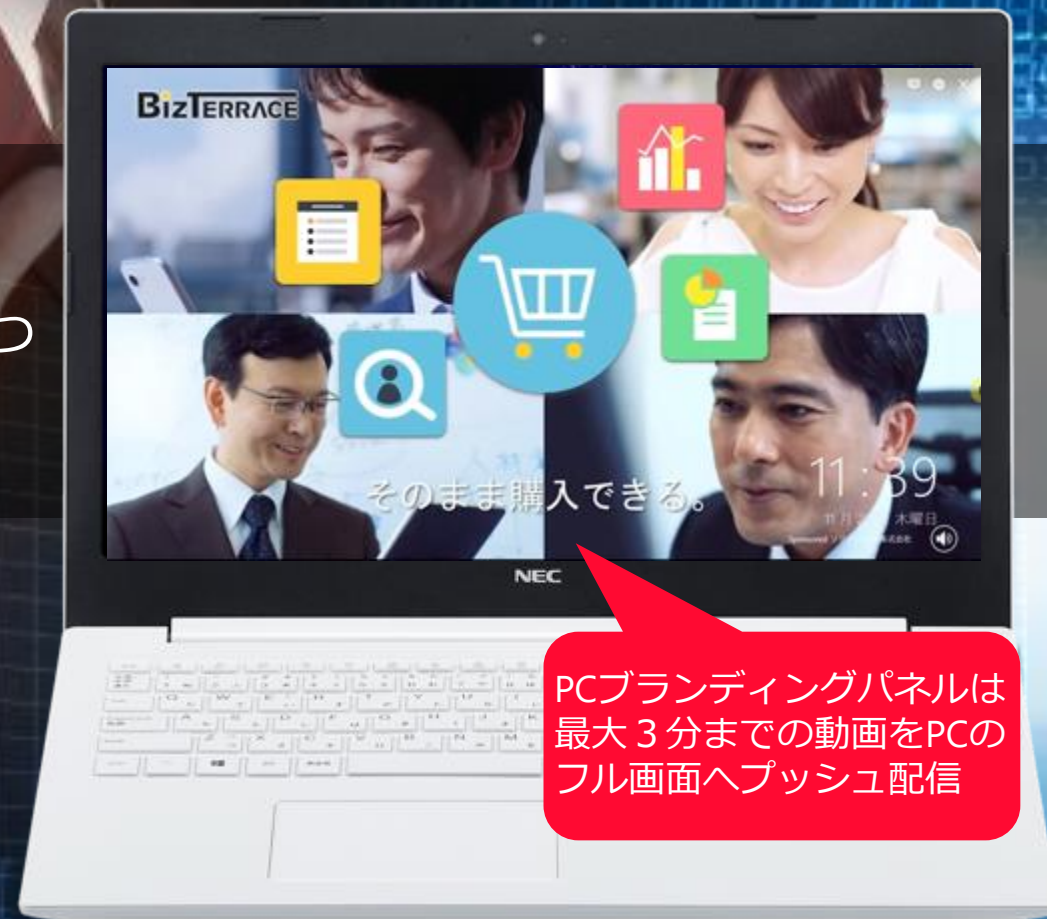 BIZTERRACE
つ
そのまま購入できる。
11:39
木曜日
Sponsored
NEC
PCブランディングパネルは
最大３分までの動画をPCの
フル画面へプッシュ配信